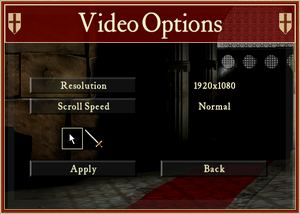 Video Options
Resolution 1920x1080
Scroll Speed Normal
Apply Back